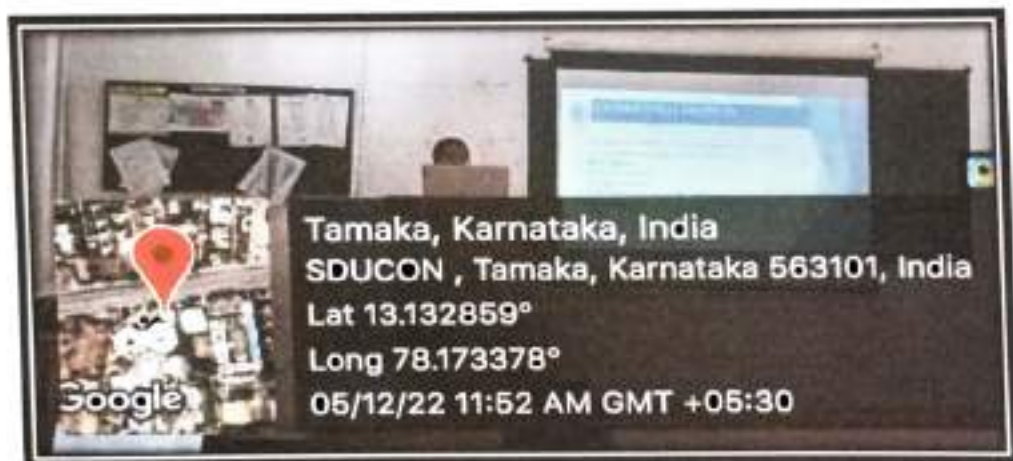 Tamaka, Karnataka, India
SDUCON , Tamaka, Karnataka 563101, India
Lat 13.132859°
Long 78.173378°
05/12/22 11:52 AM GMT +05:30
Google